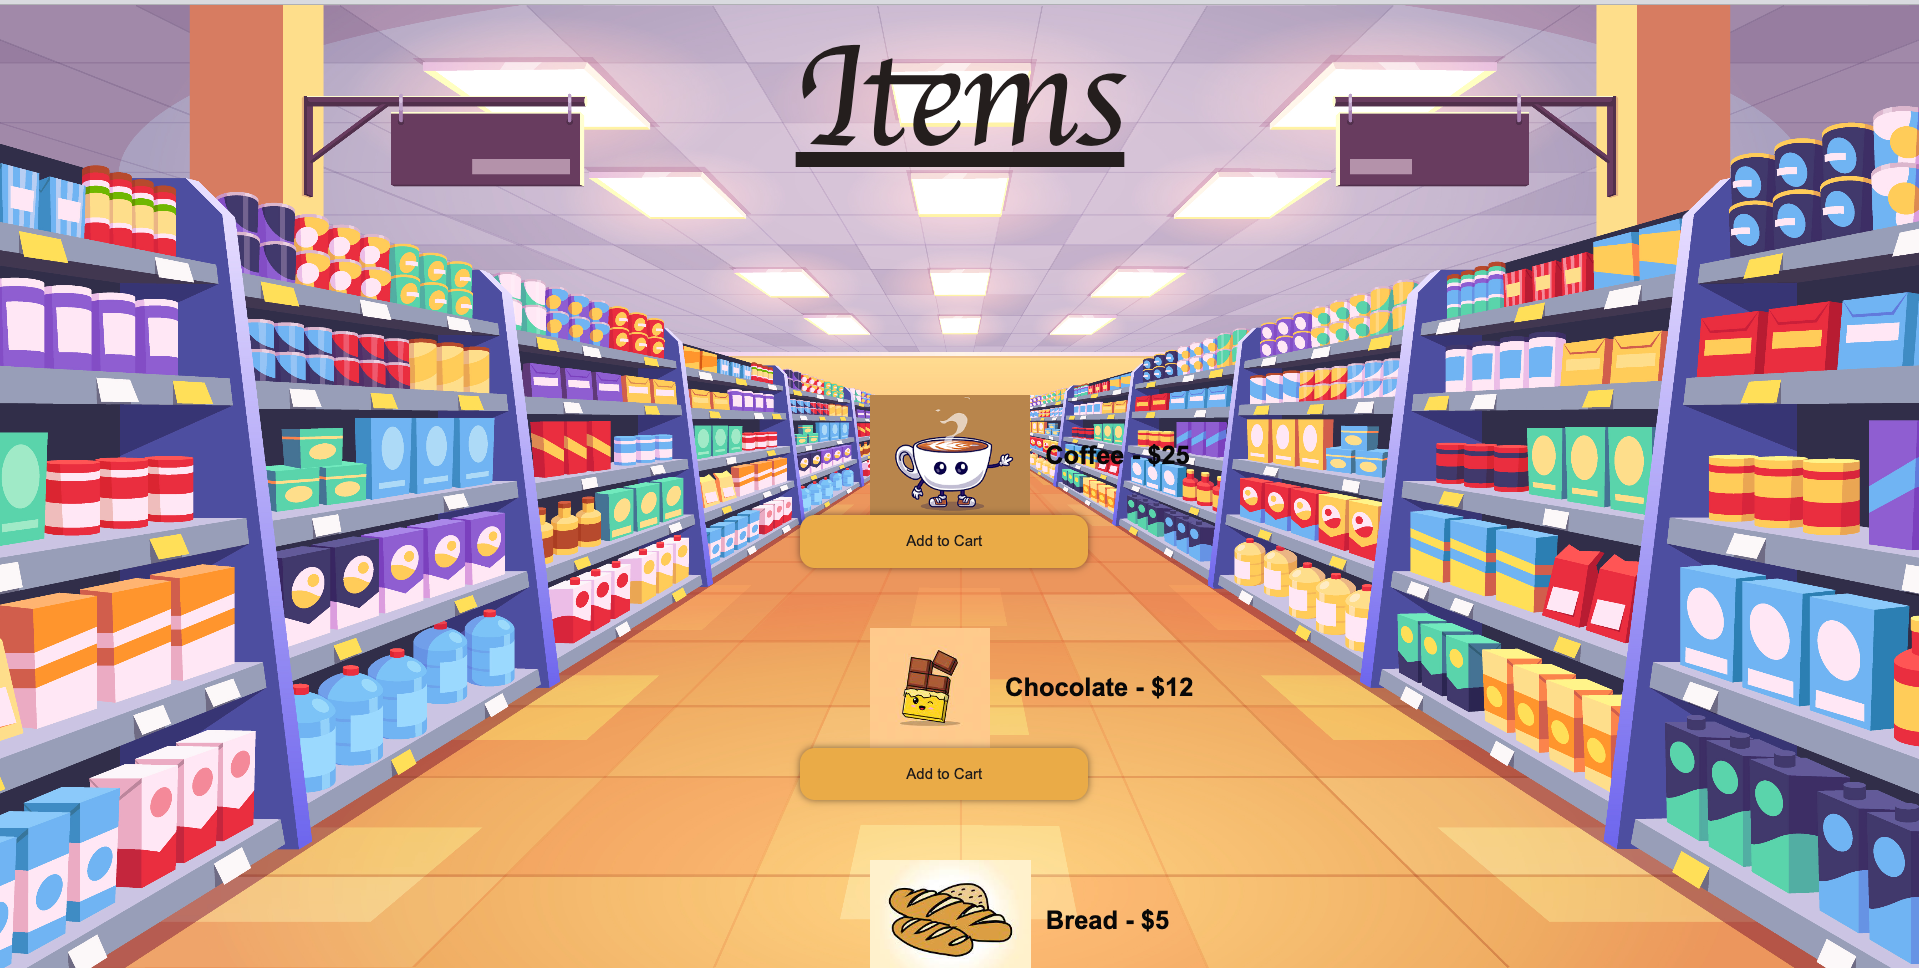 Items
Coffee - $25
Add to Cart
Chocolate - $12
Add to Cart
Bread - $5